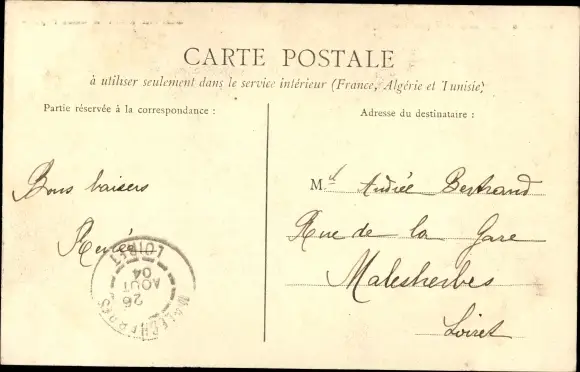 CARTE POSTALE
à utiliser seulement dans le service intérieur (France, Algérie et Tunisie)
Partie réservée à la correspondance :
Adresse du destinataire :
Bons baisers
Renée
Mlle Andrée Bertrand
Rue de la Gare
Malesherbes
Loiret
MALESHERBES
26
AOUT
04
LOIRET